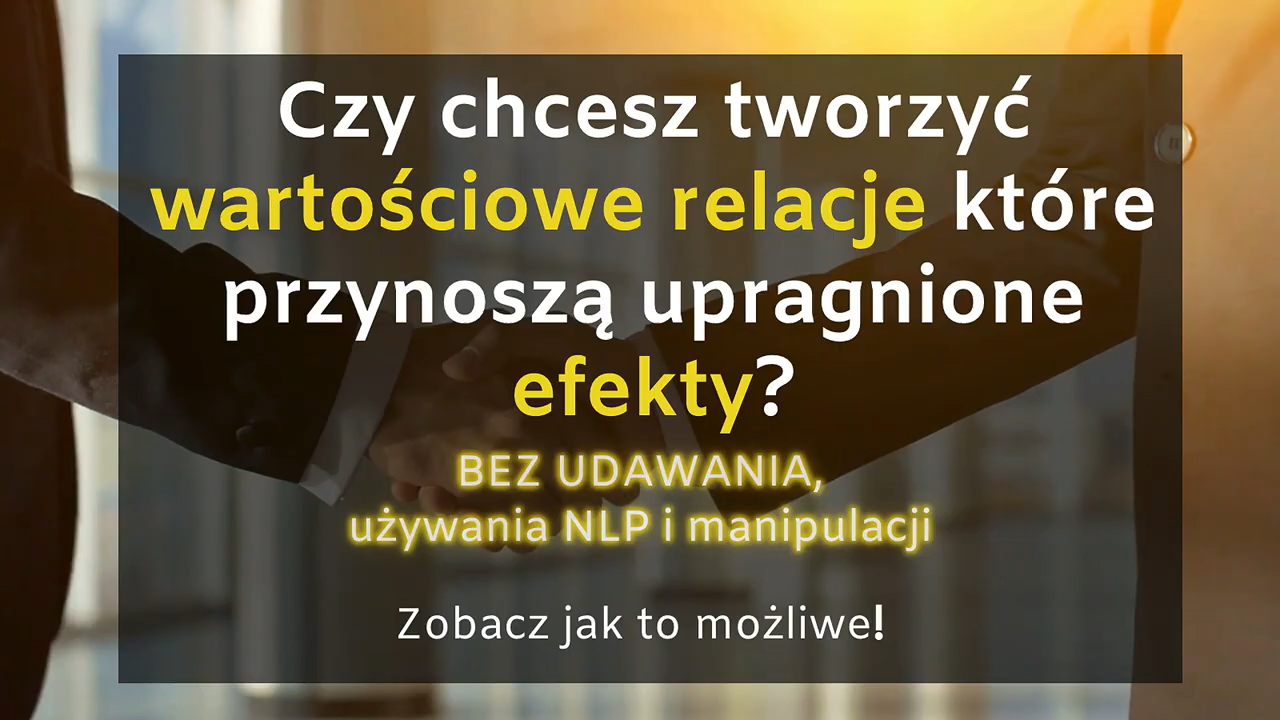 Czy chcesz tworzyć
wartościowe relacje które
przynoszą upragnione
efekty?
BEZ UDAWANIA,
używania NLP i manipulacji
Zobacz jak to możliwe!